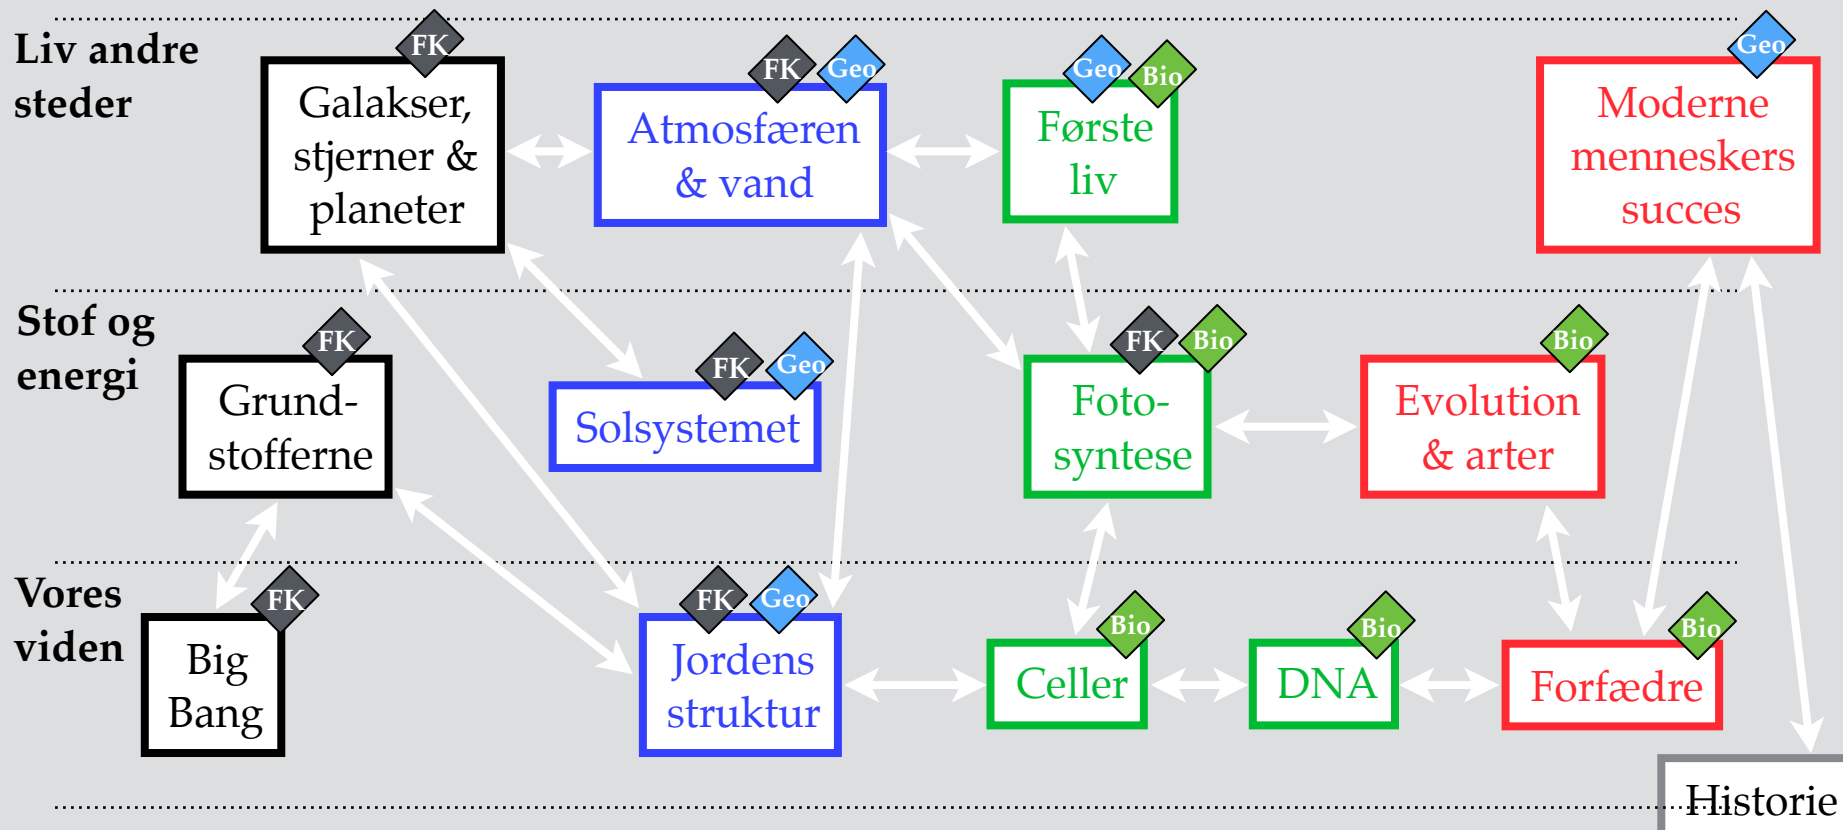 Liv andre
steder
FK
Galakser,
stjerner &
planeter
FK Geo
Atmosfæren
& vand
Geo Bio
Første
liv
Geo
Moderne
menneskers
succes
Stof og
energi
FK
Grund-
stofferne
FK Geo
Solsystemet
FK Bio
Foto-
syntese
Bio
Evolution
& arter
Vores
viden
FK
Big
Bang
FK Geo
Jordens
struktur
Bio
Celler
Bio
DNA
Bio
Forfædre
Historie